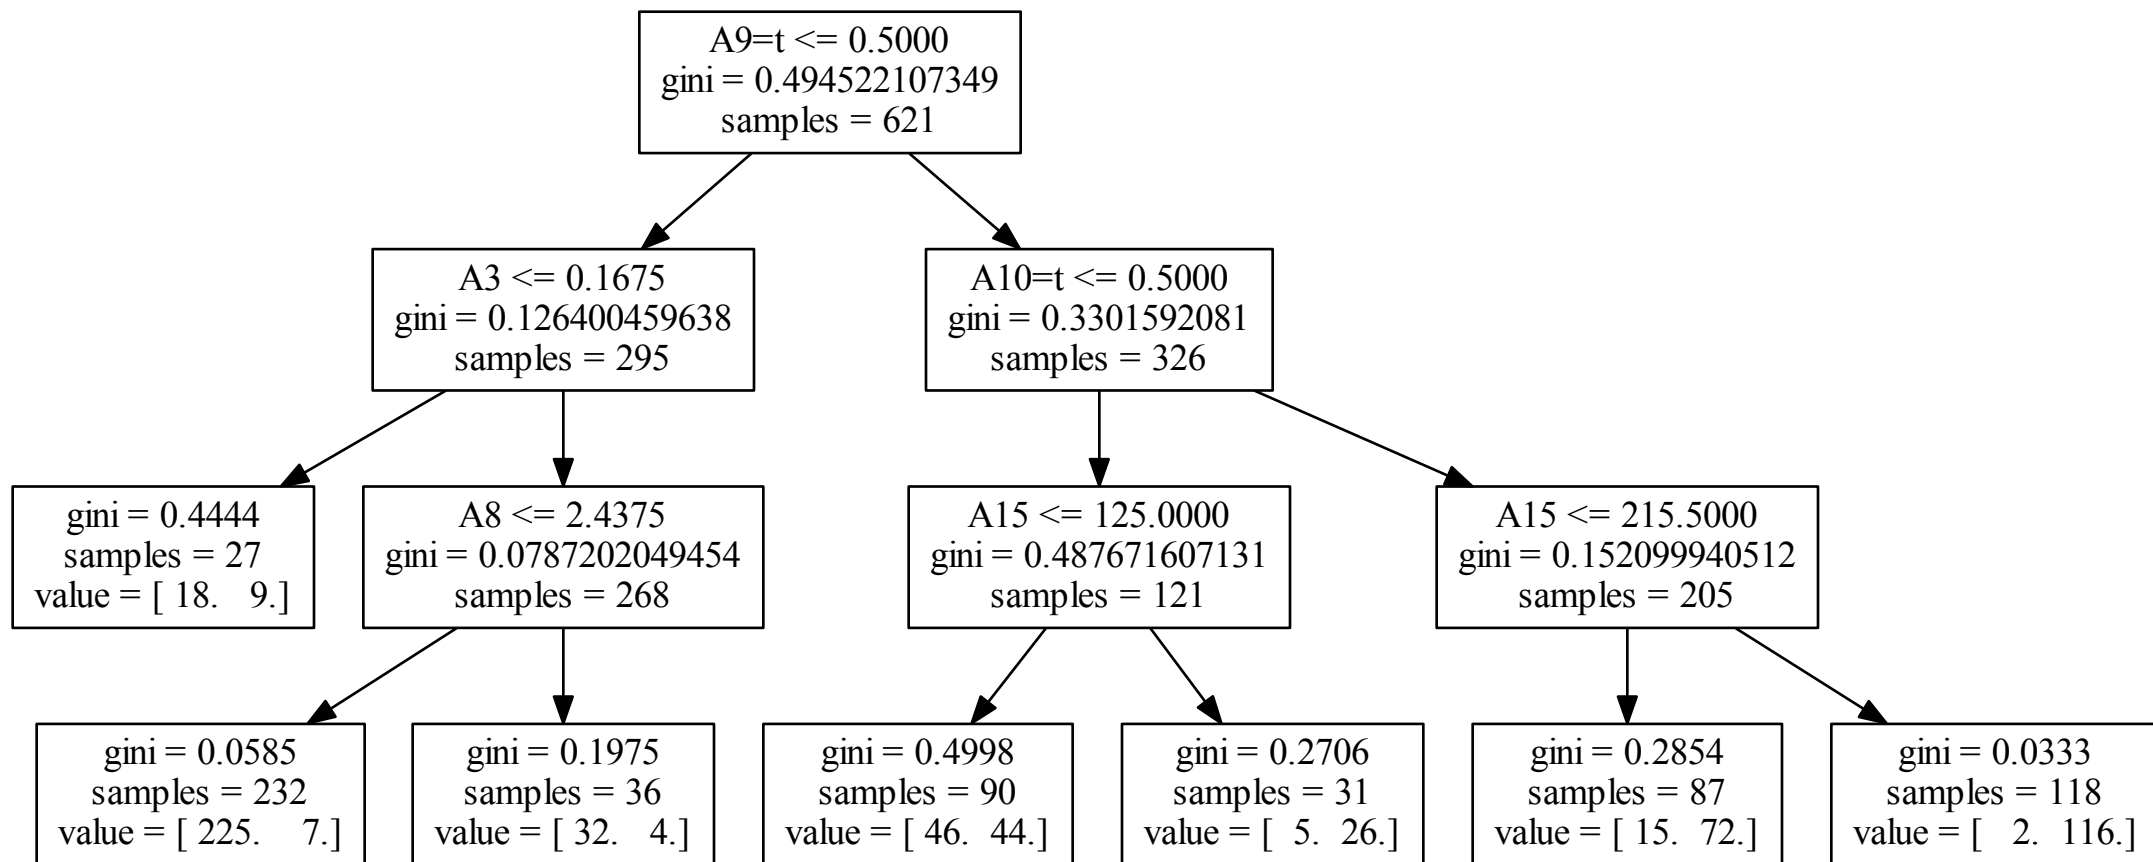 A9=t <= 0.5000
gini = 0.494522107349
samples = 621
A3 <= 0.1675
gini = 0.126400459638
samples = 295
A10=t <= 0.5000
gini = 0.3301592081
samples = 326
gini = 0.4444
samples = 27
value = [ 18.   9.]
A8 <= 2.4375
gini = 0.0787202049454
samples = 268
A15 <= 125.0000
gini = 0.487671607131
samples = 121
A15 <= 215.5000
gini = 0.152099940512
samples = 205
gini = 0.0585
samples = 232
value = [ 225.    7.]
gini = 0.1975
samples = 36
value = [ 32.   4.]
gini = 0.4998
samples = 90
value = [ 46.  44.]
gini = 0.2706
samples = 31
value = [  5.  26.]
gini = 0.2854
samples = 87
value = [ 15.  72.]
gini = 0.0333
samples = 118
value = [   2.  116.]